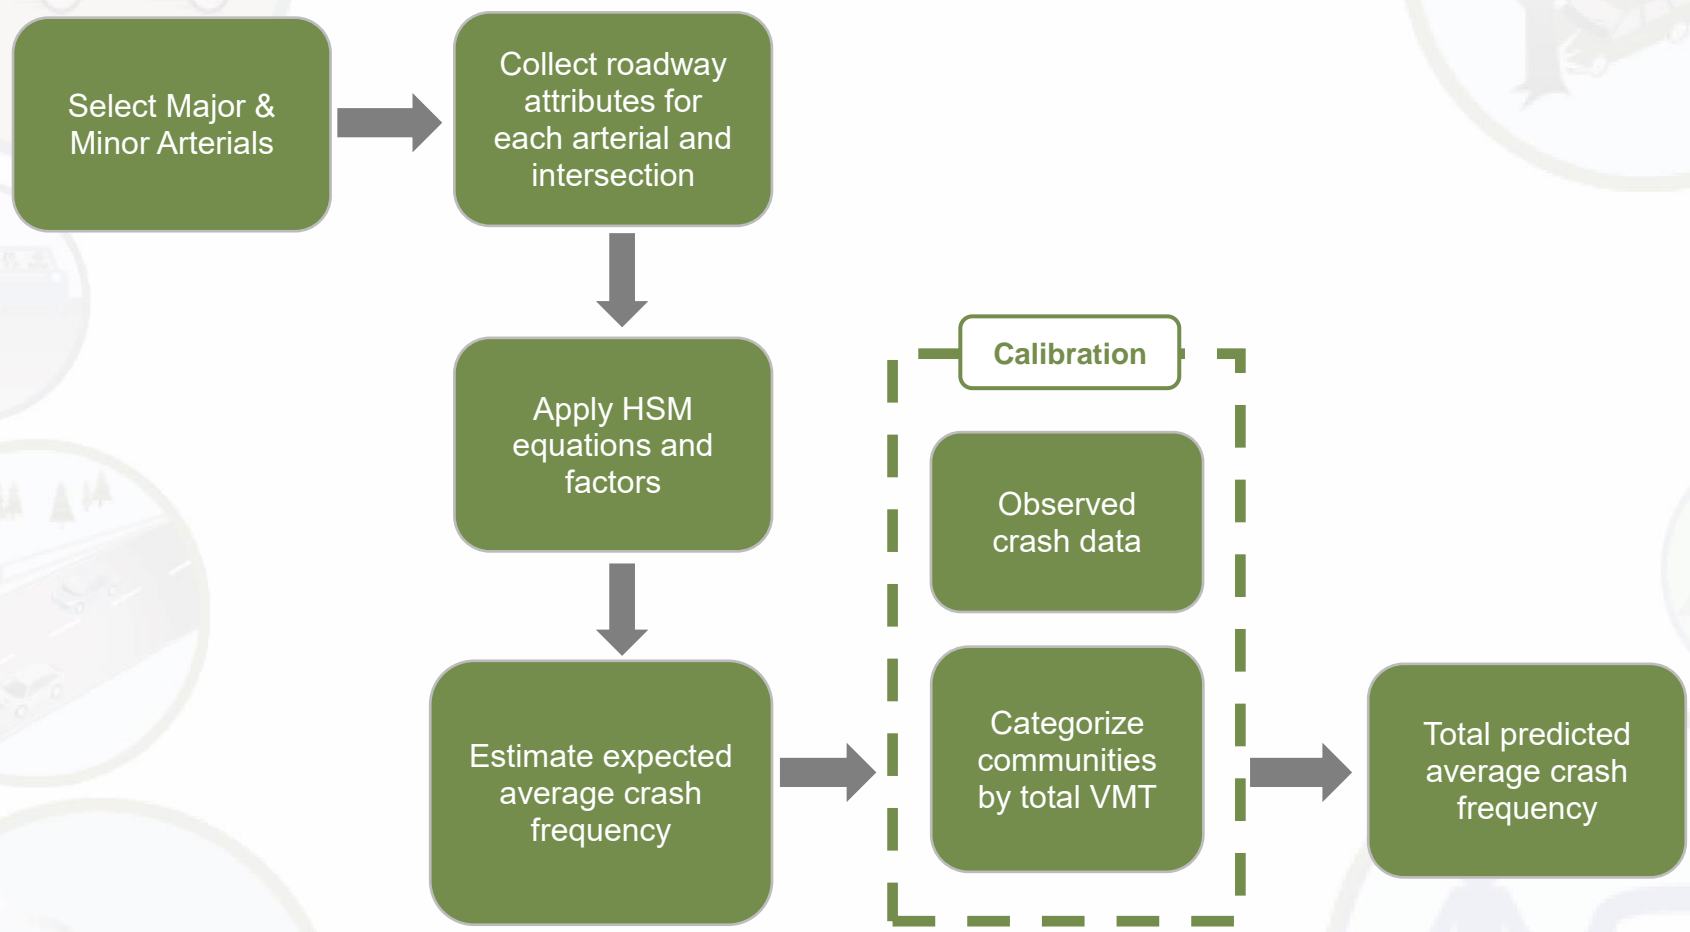 Select Major &
Minor Arterials
Collect roadway
attributes for
each arterial and
intersection
Apply HSM
equations and
factors
Estimate expected
average crash
frequency
Calibration
Observed
crash data
Categorize
communities
by total VMT
Total predicted
average crash
frequency